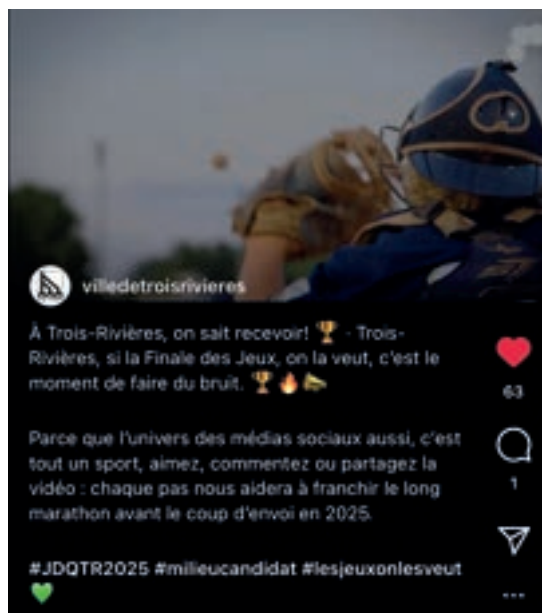 villedetroisrivieres
À Trois-Rivières, on sait recevoir! 🏆 - Trois-
Rivières, si la Finale des Jeux, on la veut, c'est le
moment de faire du bruit. 🏆🔥📣
63
Parce que l'univers des médias sociaux aussi, c'est
tout un sport, aimez, commentez ou partagez la
vidéo : chaque pas nous aidera à franchir le long
marathon avant le coup d'envoi en 2025.
1
#JDQTR2025 #milieucandidat #lesjeuxonlesveut
💚